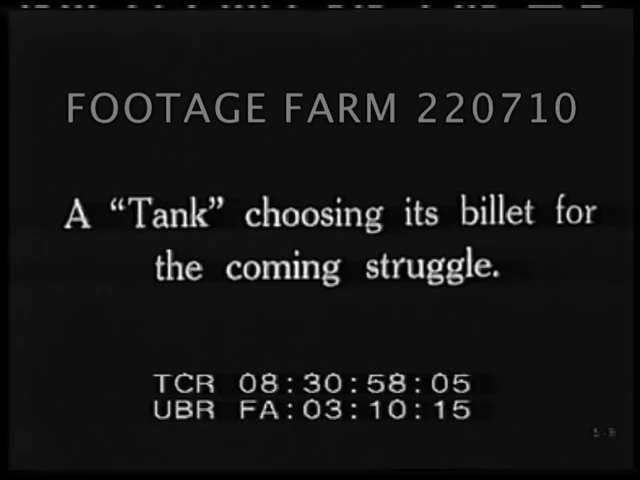 FOOTAGE FARM 220710
A “Tank” choosing its billet for
the coming struggle.
TCR 08:30:58:05
UBR FA:03:10:15